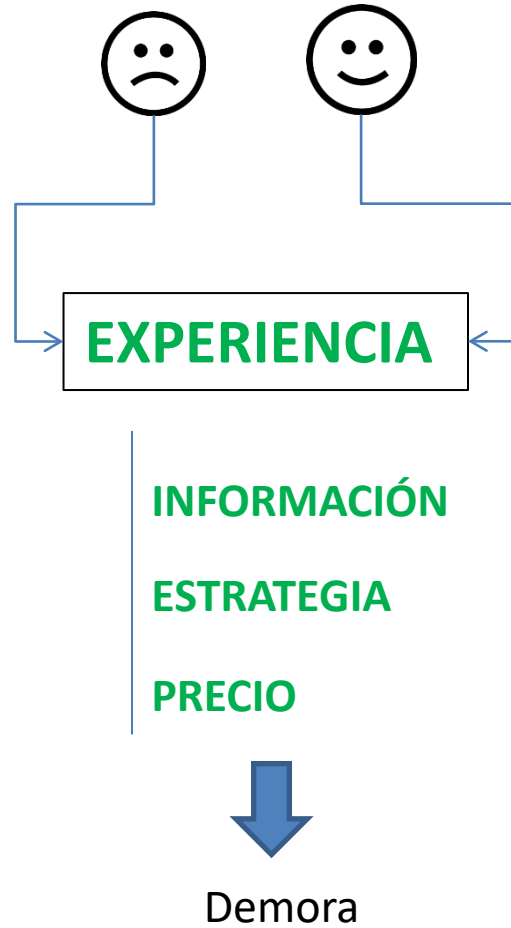 EXPERIENCIA
INFORMACIÓN
ESTRATEGIA
PRECIO
Demora